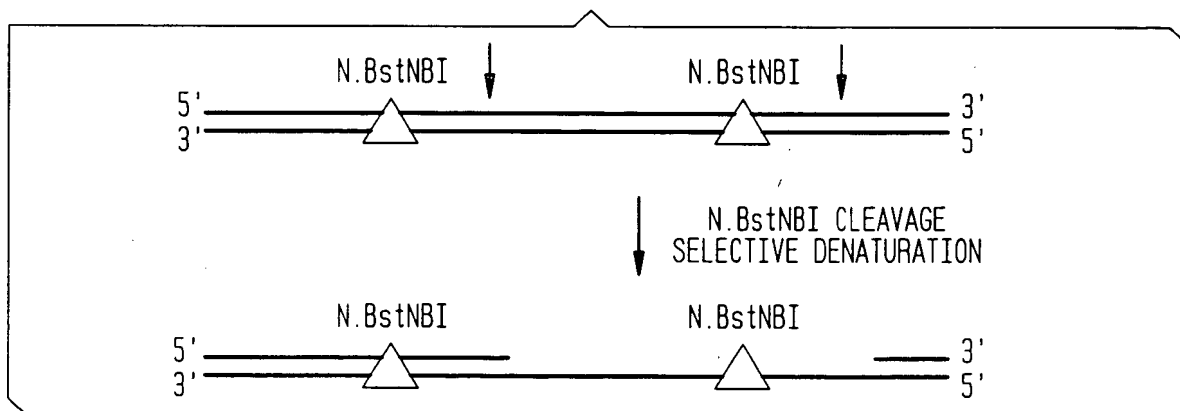 N.BstNBI N.BstNBI
5' 3'
3' 5'
N.BstNBI CLEAVAGE
SELECTIVE DENATURATION
N.BstNBI N.BstNBI
5' 3'
3' 5'